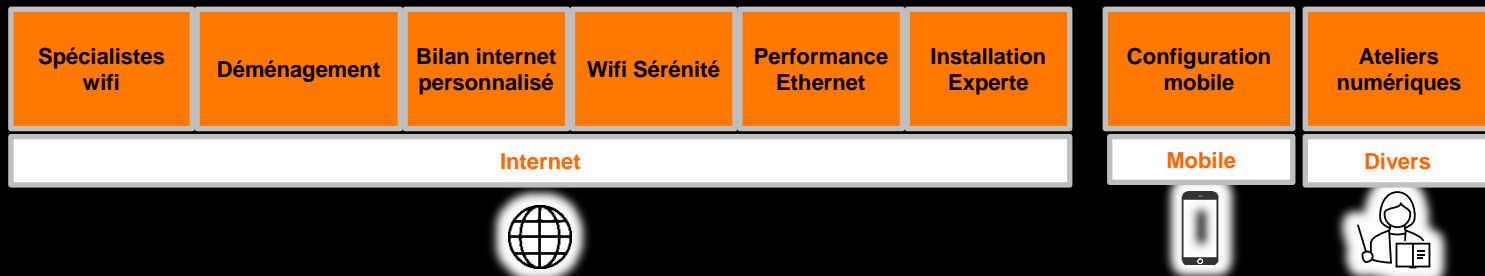 Spécialistes
wifi
Déménagement
Bilan internet
personnalisé
Wifi Sérénité
Performance
Ethernet
Installation
Experte
Configuration
mobile
Ateliers
numériques
Internet
Mobile
Divers